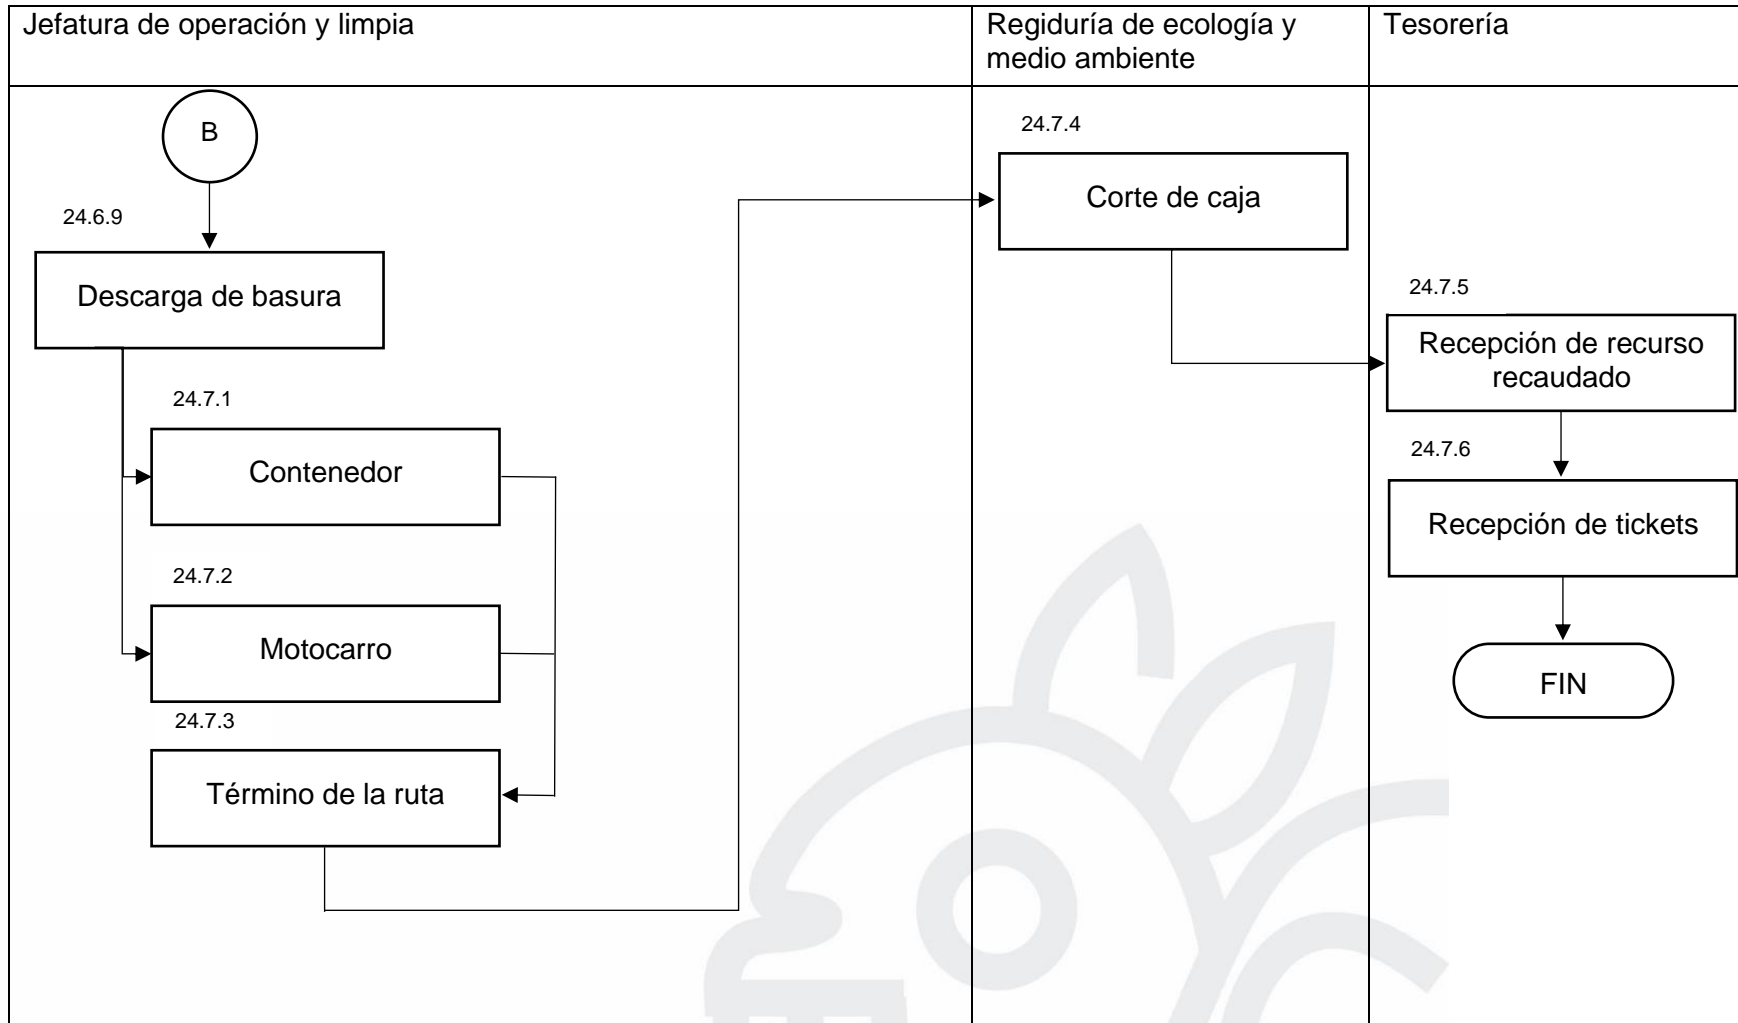 Jefatura de operación y limpia
Regiduría de ecología y
medio ambiente
Tesorería
B
24.6.9
Descarga de basura
24.7.1
Contenedor
24.7.2
Motocarro
24.7.3
Término de la ruta
24.7.4
Corte de caja
24.7.5
Recepción de recurso
recaudado
24.7.6
Recepción de tickets
FIN